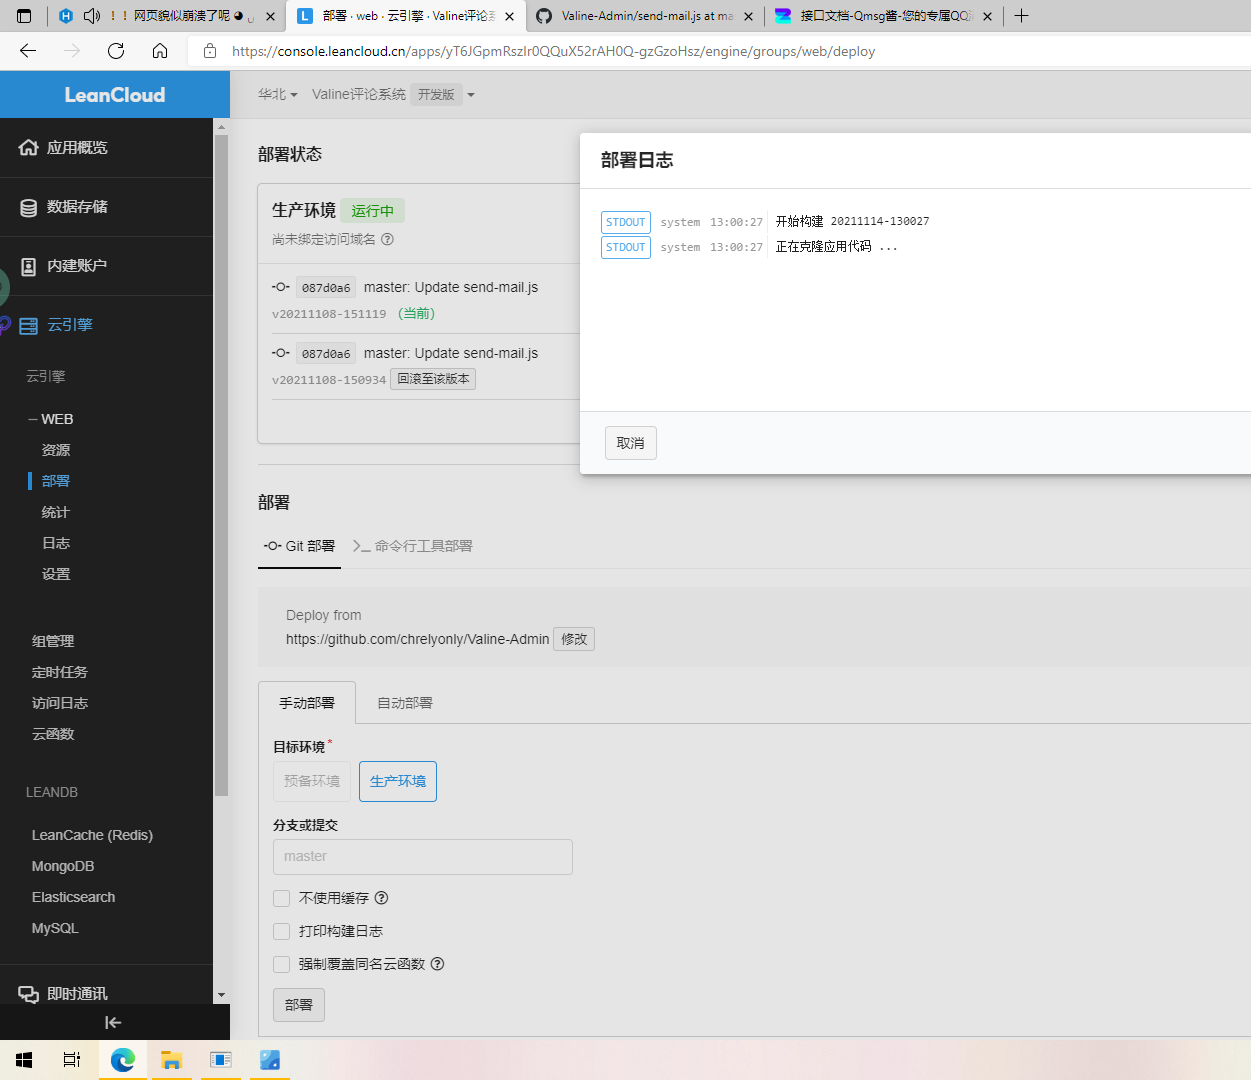 ！！网页貌似崩溃了呢
部署 · web · 云引擎 · Valine评论系
Valine-Admin/send-mail.js at ma
接口文档-Qmsg酱-您的专属QQ
https://console.leancloud.cn/apps/yT6JGpmRszIr0QQuX52rAH0Q-gzGzoHsz/engine/groups/web/deploy
LeanCloud
华北
Valine评论系统
开发版
应用概览
数据存储
内建账户
云引擎
云引擎
WEB
资源
部署
统计
日志
设置
组管理
定时任务
访问日志
云函数
LEANDB
LeanCache (Redis)
MongoDB
Elasticsearch
MySQL
即时通讯
部署状态
生产环境 运行中
尚未绑定访问域名
087d0a6 master: Update send-mail.js
v20211108-151119 (当前)
087d0a6 master: Update send-mail.js
v20211108-150934 回滚至该版本
部署日志
STDOUT system 13:00:27 开始构建 20211114-130027
STDOUT system 13:00:27 正在克隆应用代码 ...
取消
部署
Git 部署
命令行工具部署
Deploy from
https://github.com/chrelyonly/Valine-Admin 修改
手动部署 自动部署
目标环境*
预备环境 生产环境
分支或提交
master
不使用缓存
打印构建日志
强制覆盖同名云函数
部署